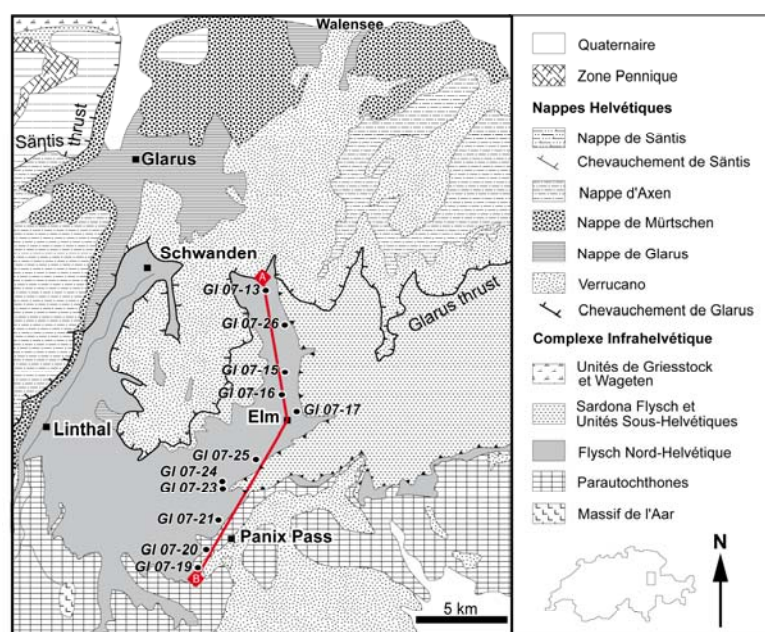 Walensee
Säntis thrust
Glarus
Schwanden
A
Gl 07-13
Glarus thrust
Gl 07-26
Gl 07-15
Gl 07-16
Gl 07-17
Elm
Linthal
Gl 07-25
Gl 07-24
Gl 07-23
Gl 07-21
Panix Pass
Gl 07-20
Gl 07-19
B
5 km
Quaternaire
Zone Pennique
Nappes Helvétiques
Nappe de Säntis
Chevauchement de Säntis
Nappe d'Axen
Nappe de Mürtschen
Nappe de Glarus
Verrucano
Chevauchement de Glarus
Complexe Infrahelvétique
Unités de Griesstock
et Wageten
Sardona Flysch et
Unités Sous-Helvétiques
Flysch Nord-Helvétique
Parautochthones
Massif de l'Aar
N